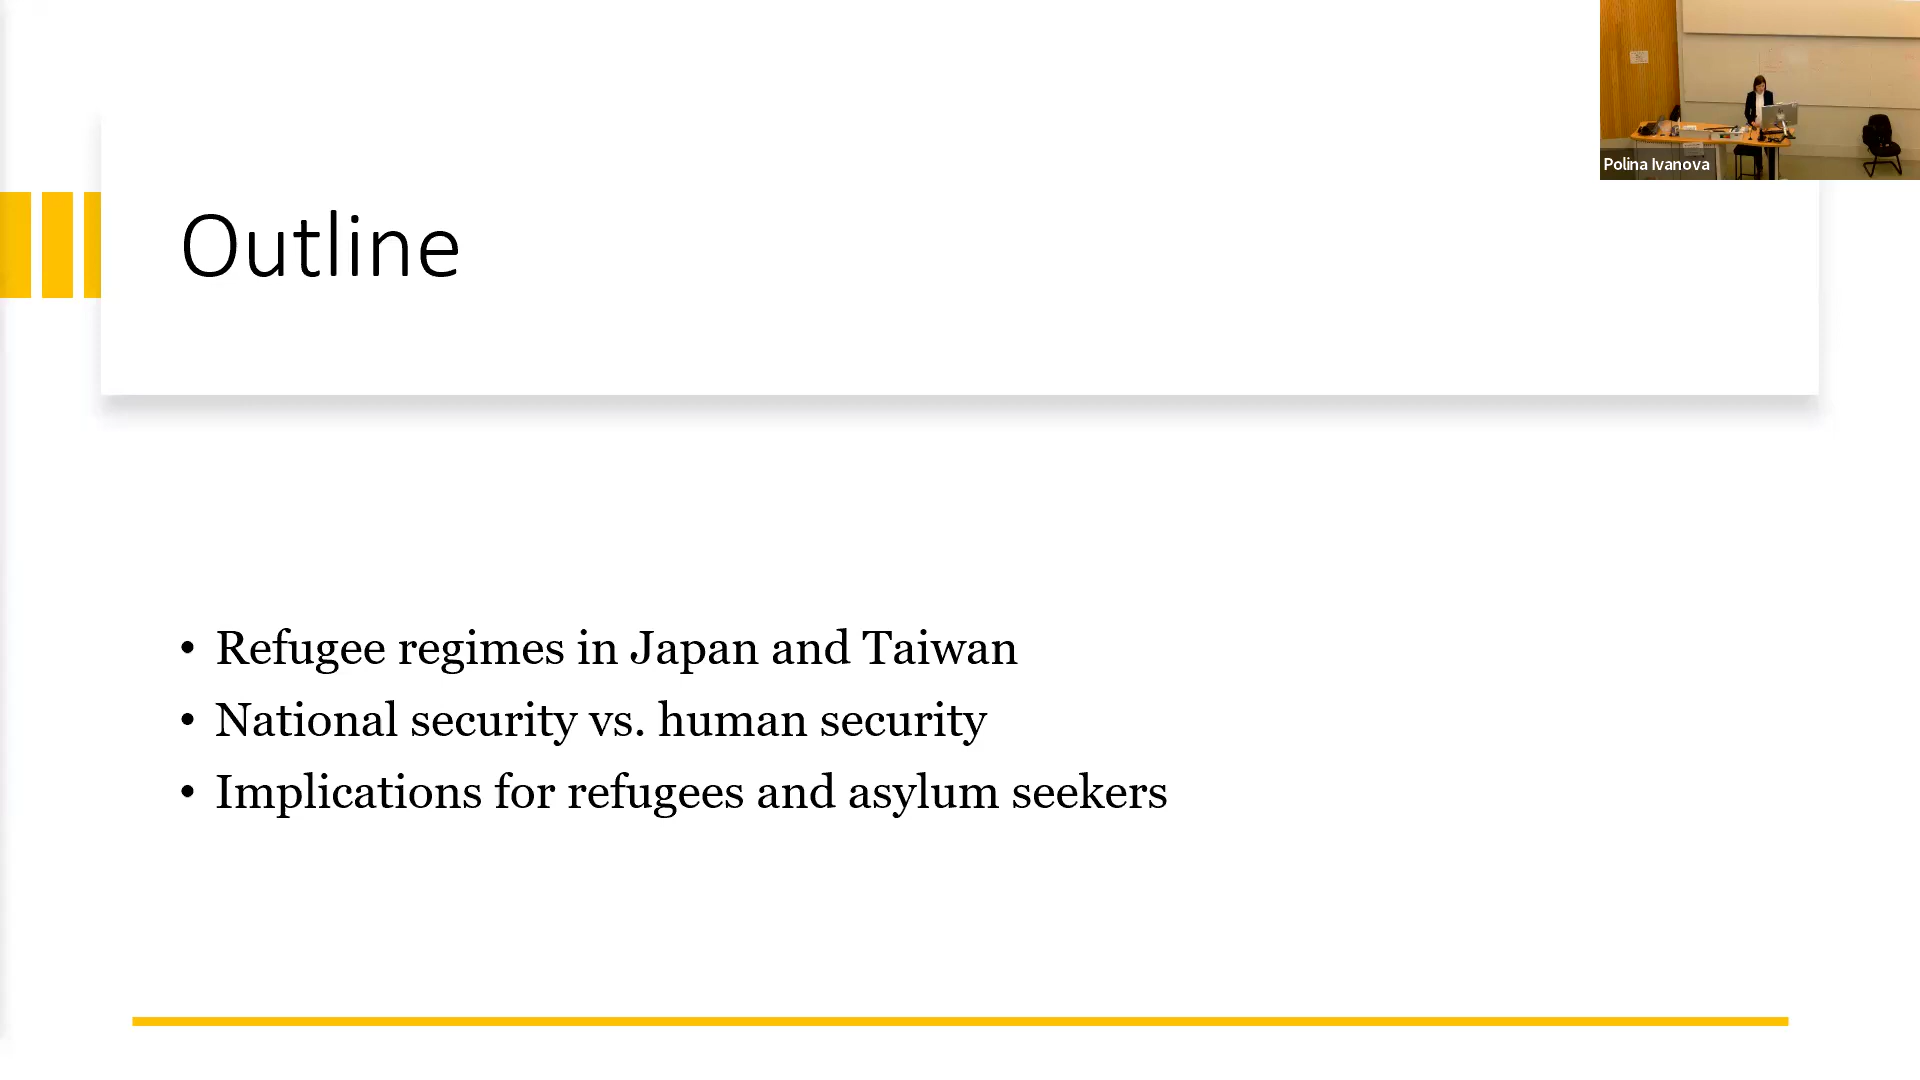 Polina Ivanova
Outline
• Refugee regimes in Japan and Taiwan
• National security vs. human security
• Implications for refugees and asylum seekers